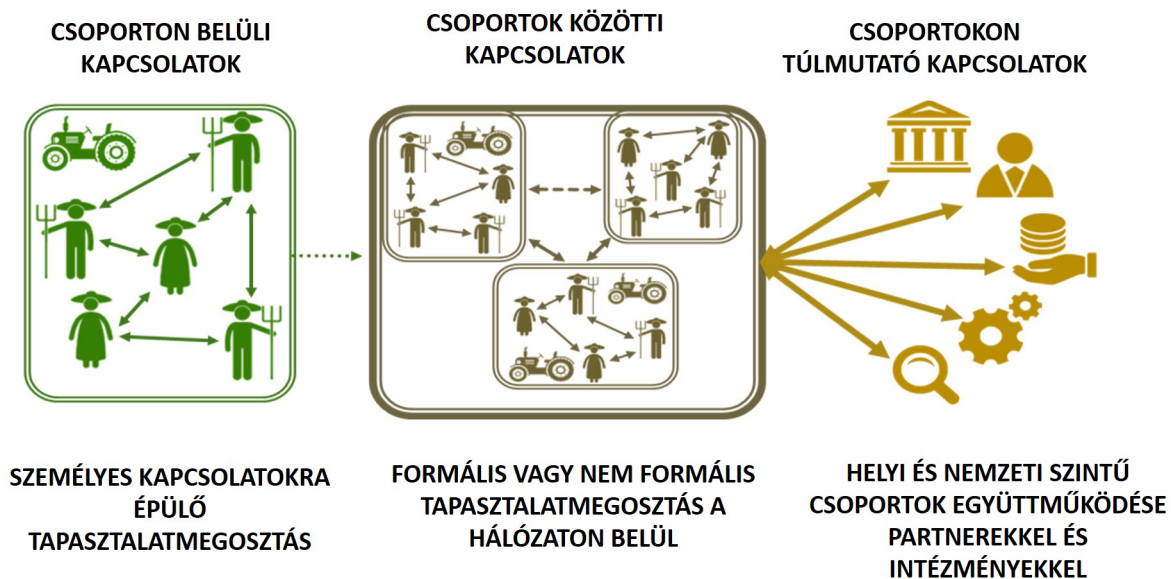 CSOPORTON BELÜLI
KAPCSOLATOK
CSOPORTOK KÖZÖTTI
KAPCSOLATOK
CSOPORTOKON
TÚLMUTATÓ KAPCSOLATOK
SZEMÉLYES KAPCSOLATOKRA
ÉPÜLŐ
TAPASZTALATMEGOSZTÁS
FORMÁLIS VAGY NEM FORMÁLIS
TAPASZTALATMEGOSZTÁS A
HÁLÓZATON BELÜL
HELYI ÉS NEMZETI SZINTŰ
CSOPORTOK EGYÜTTMŰKÖDÉSE
PARTNEREKKEL ÉS
INTÉZMÉNYEKKEL